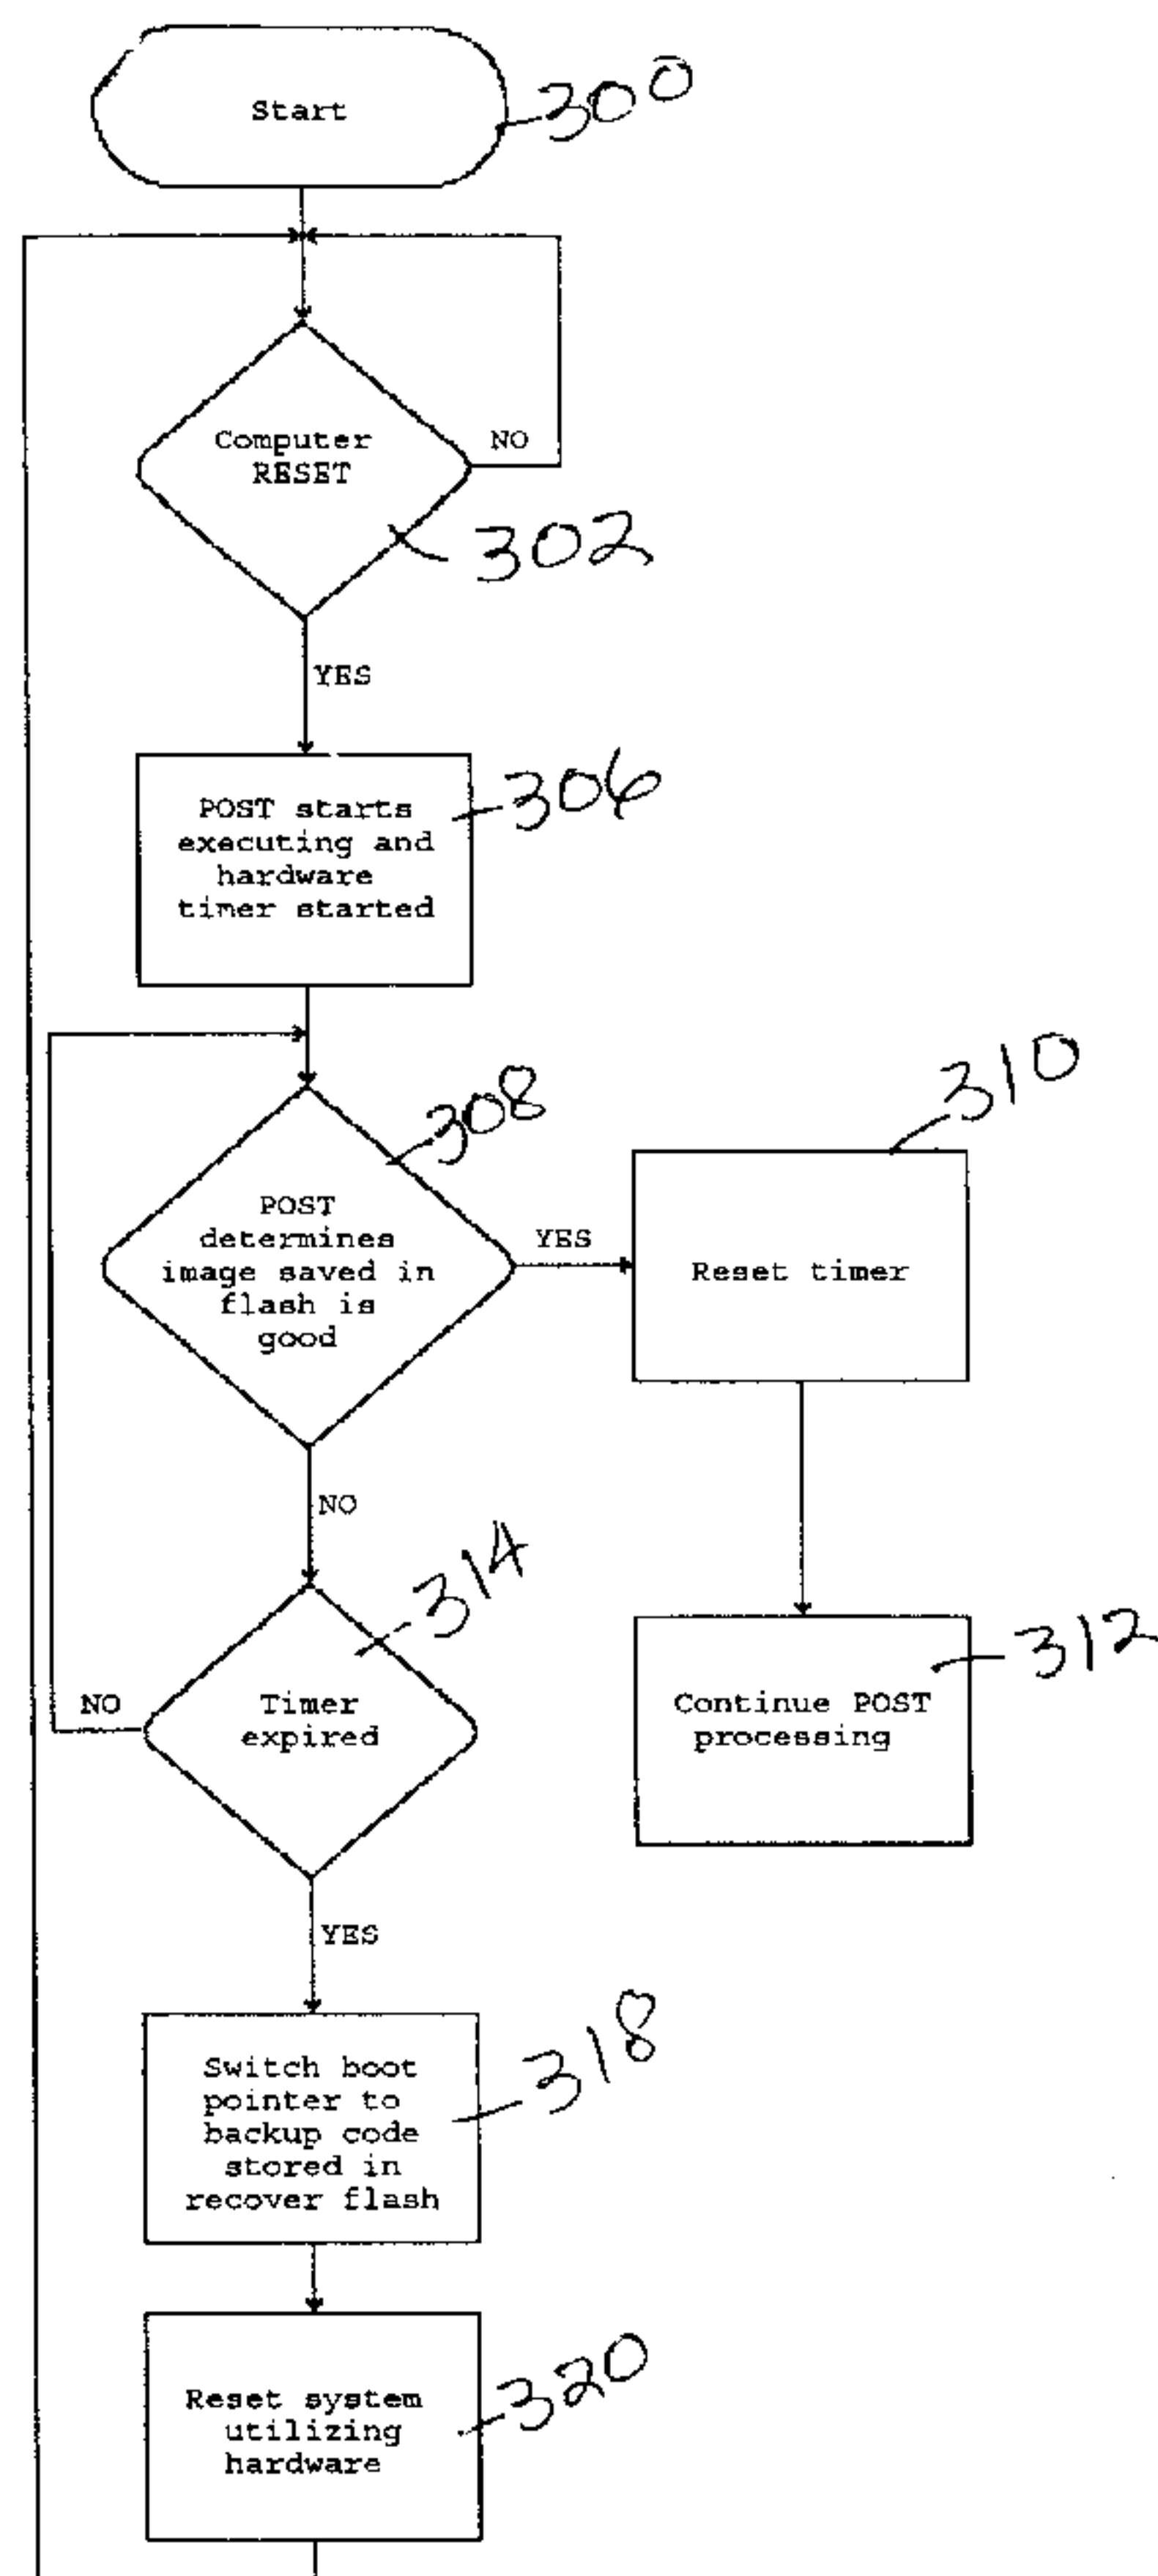 Start
300
Computer
RESET
NO
302
YES
306
POST starts
executing and
hardware
timer started
308
310
POST
determines
image saved in
flash is
good
YES
Reset timer
NO
314
312
Timer
expired
NO
Continue POST
processing
YES
318
Switch boot
pointer to
backup code
stored in
recover flash
320
Reset system
utilizing
hardware